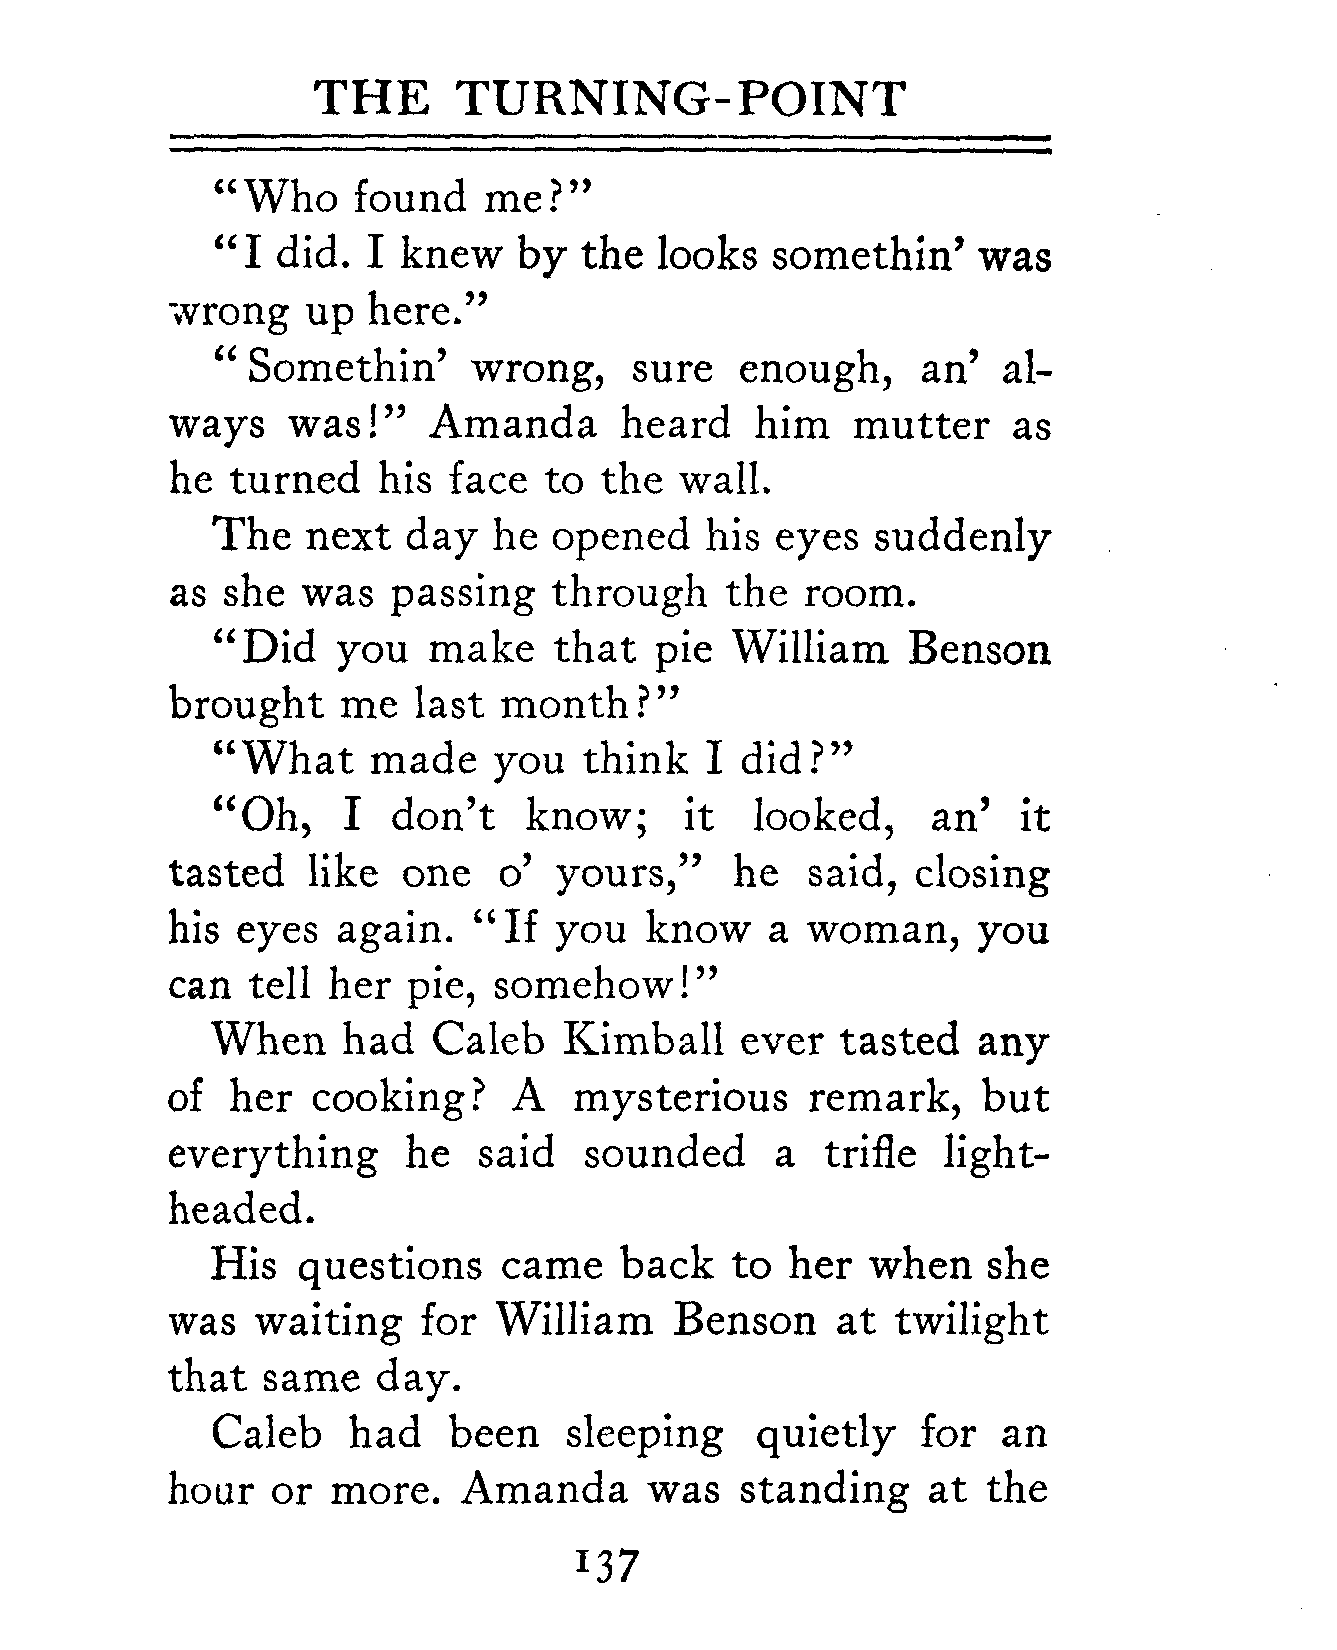 THE TURNING-POINT
"Who found me?"
"I did. I knew by the looks somethin' was
wrong up here."
"Somethin' wrong, sure enough, an' al-
ways was!" Amanda heard him mutter as
he turned his face to the wall.
The next day he opened his eyes suddenly
as she was passing through the room.
"Did you make that pie William Benson
brought me last month?"
"What made you think I did?"
"Oh, I don't know; it looked, an' it
tasted like one o' yours," he said, closing
his eyes again. "If you know a woman, you
can tell her pie, somehow!"
When had Caleb Kimball ever tasted any
of her cooking? A mysterious remark, but
everything he said sounded a trifle light-
headed.
His questions came back to her when she
was waiting for William Benson at twilight
that same day.
Caleb had been sleeping quietly for an
hour or more. Amanda was standing at the
137